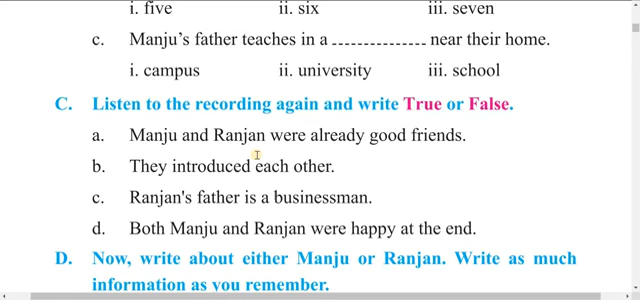 i. five ii. six iii. seven
c. Manju’s father teaches in a _______________ near their home.
i. campus ii. university iii. school
C. Listen to the recording again and write True or False.
a. Manju and Ranjan were already good friends.
b. They introduced each other.
c. Ranjan's father is a businessman.
d. Both Manju and Ranjan were happy at the end.
D. Now, write about either Manju or Ranjan. Write as much
information as you remember.